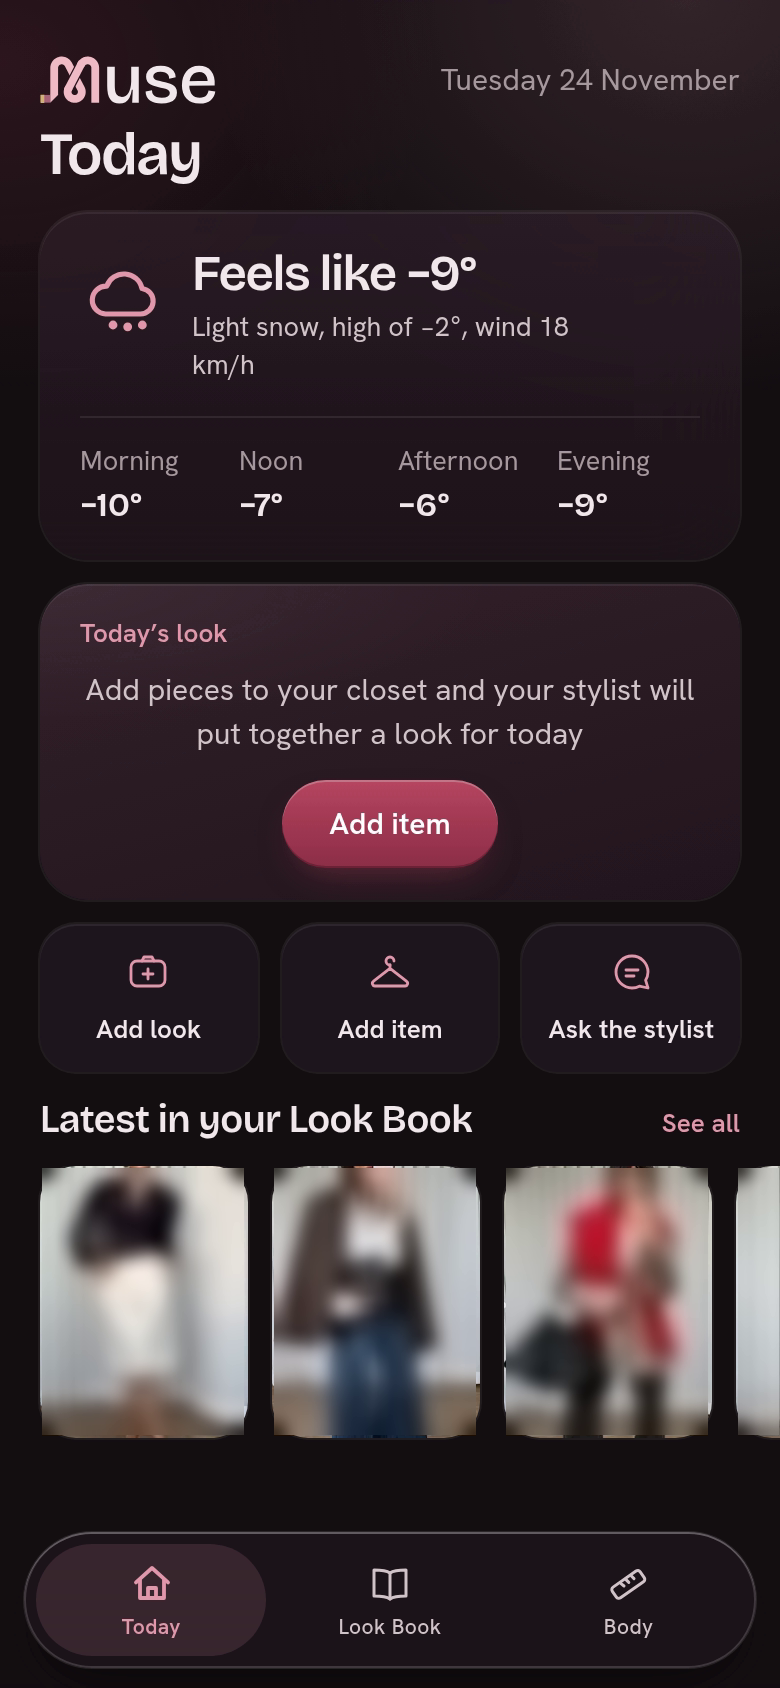 Muse
Tuesday 24 November
Today
Feels like −9°
Light snow, high of −2°, wind 18
km/h
Morning Noon Afternoon Evening
−10° −7° −6° −9°
Today’s look
Add pieces to your closet and your stylist will
put together a look for today
Add item
Add look Add item Ask the stylist
Latest in your Look Book
See all
Today Look Book Body